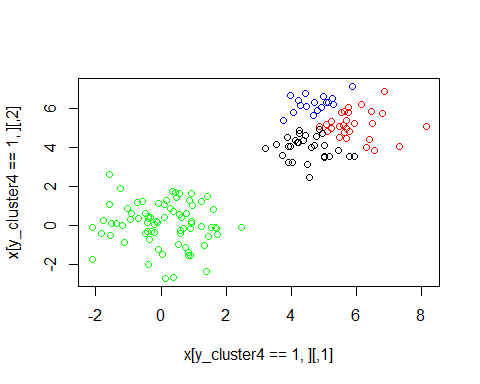 x[y_cluster4 == 1, ][,2]
6
4
2
0
-2
-2 0 2 4 6 8
x[y_cluster4 == 1, ][,1]